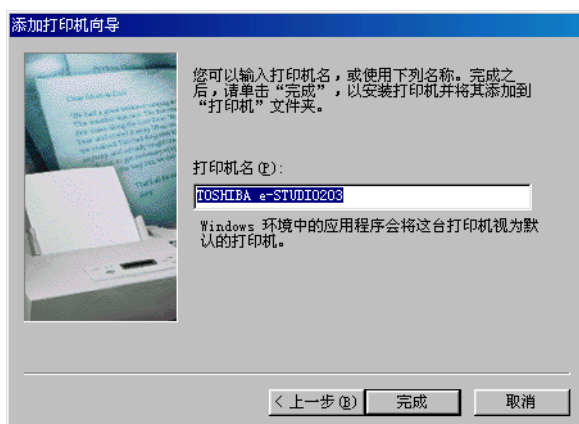 添加打印机向导
您可以输入打印机名，或使用下列名称。完成之
后，请单击“完成”，以安装打印机并将其添加到
“打印机”文件夹。
打印机名(P):
TOSHIBA e-STUDIO203
Windows 环境中的应用程序会将这台打印机视为默
认的打印机。
< 上一步(B)
完成
取消